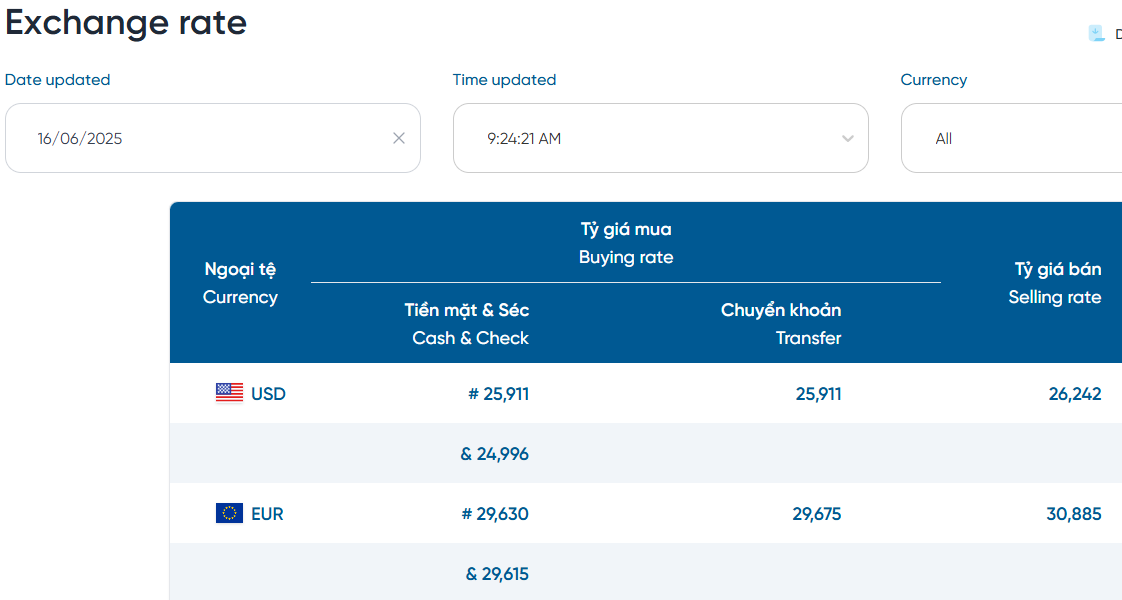 Exchange rate
D
Date updated
Time updated
Currency
16/06/2025
9:24:21 AM
All
Ngoại tệ
Currency
Tỷ giá mua
Buying rate
Tiền mặt & Séc
Cash & Check
Chuyển khoản
Transfer
Tỷ giá bán
Selling rate
USD # 25,911 25,911 26,242
& 24,996
EUR # 29,630 29,675 30,885
& 29,615